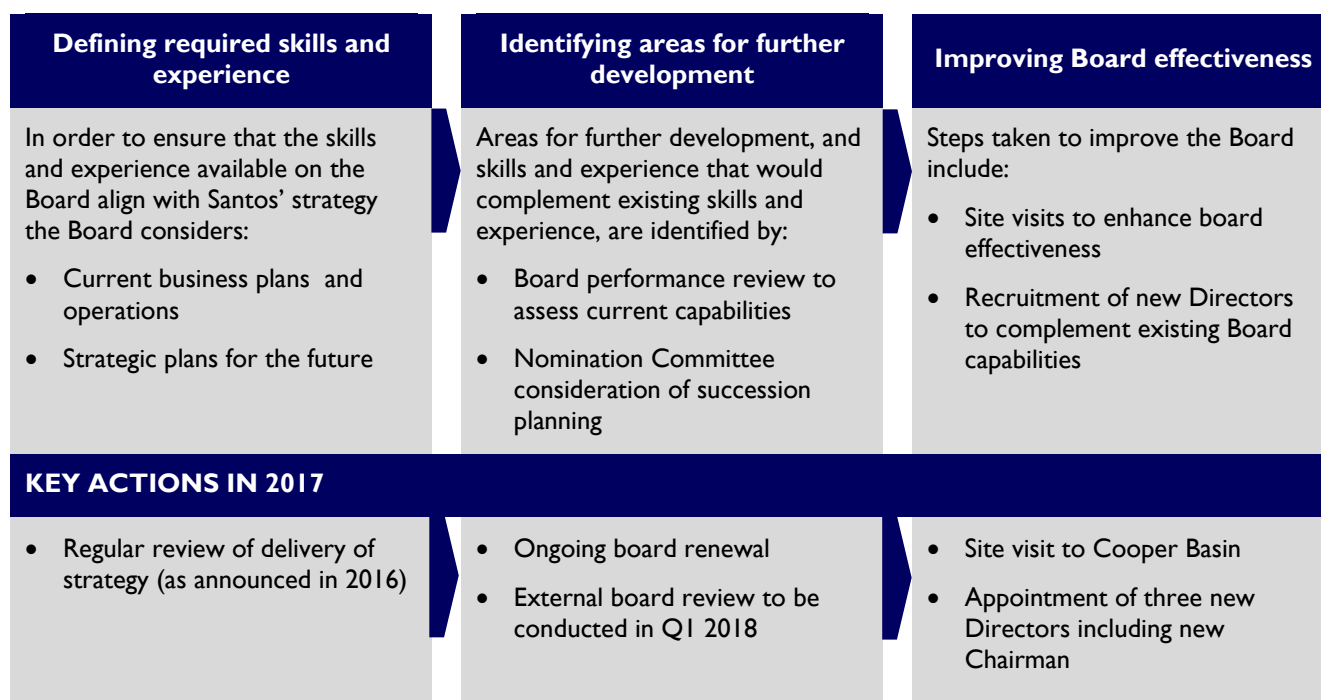 Defining required skills and
experience
In order to ensure that the skills
and experience available on the
Board align with Santos’ strategy
the Board considers:
• Current business plans and
operations
• Strategic plans for the future
Identifying areas for further
development
Areas for further development, and
skills and experience that would
complement existing skills and
experience, are identified by:
• Board performance review to
assess current capabilities
• Nomination Committee
consideration of succession
planning
Improving Board effectiveness
Steps taken to improve the Board
include:
• Site visits to enhance board
effectiveness
• Recruitment of new Directors
to complement existing Board
capabilities
KEY ACTIONS IN 2017
• Regular review of delivery of
strategy (as announced in 2016)
• Ongoing board renewal
• External board review to be
conducted in Q1 2018
• Site visit to Cooper Basin
• Appointment of three new
Directors including new
Chairman